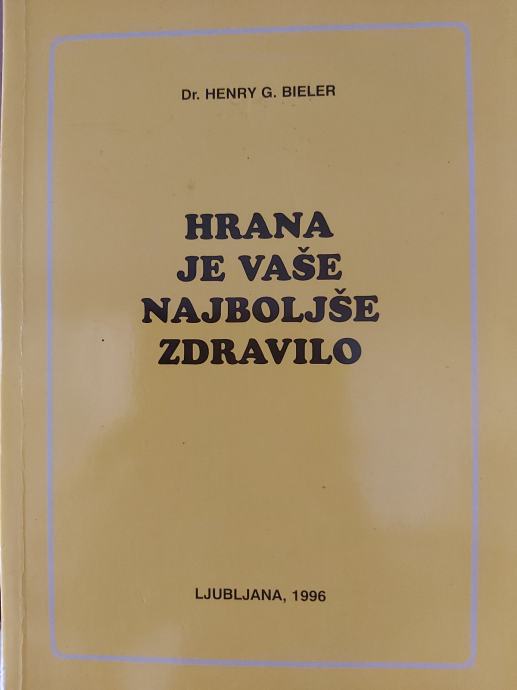 Dr. HENRY G. BIELER
HRANA
JE VAŠE
NAJBOLJŠE
ZDRAVILO
LJUBLJANA, 1996